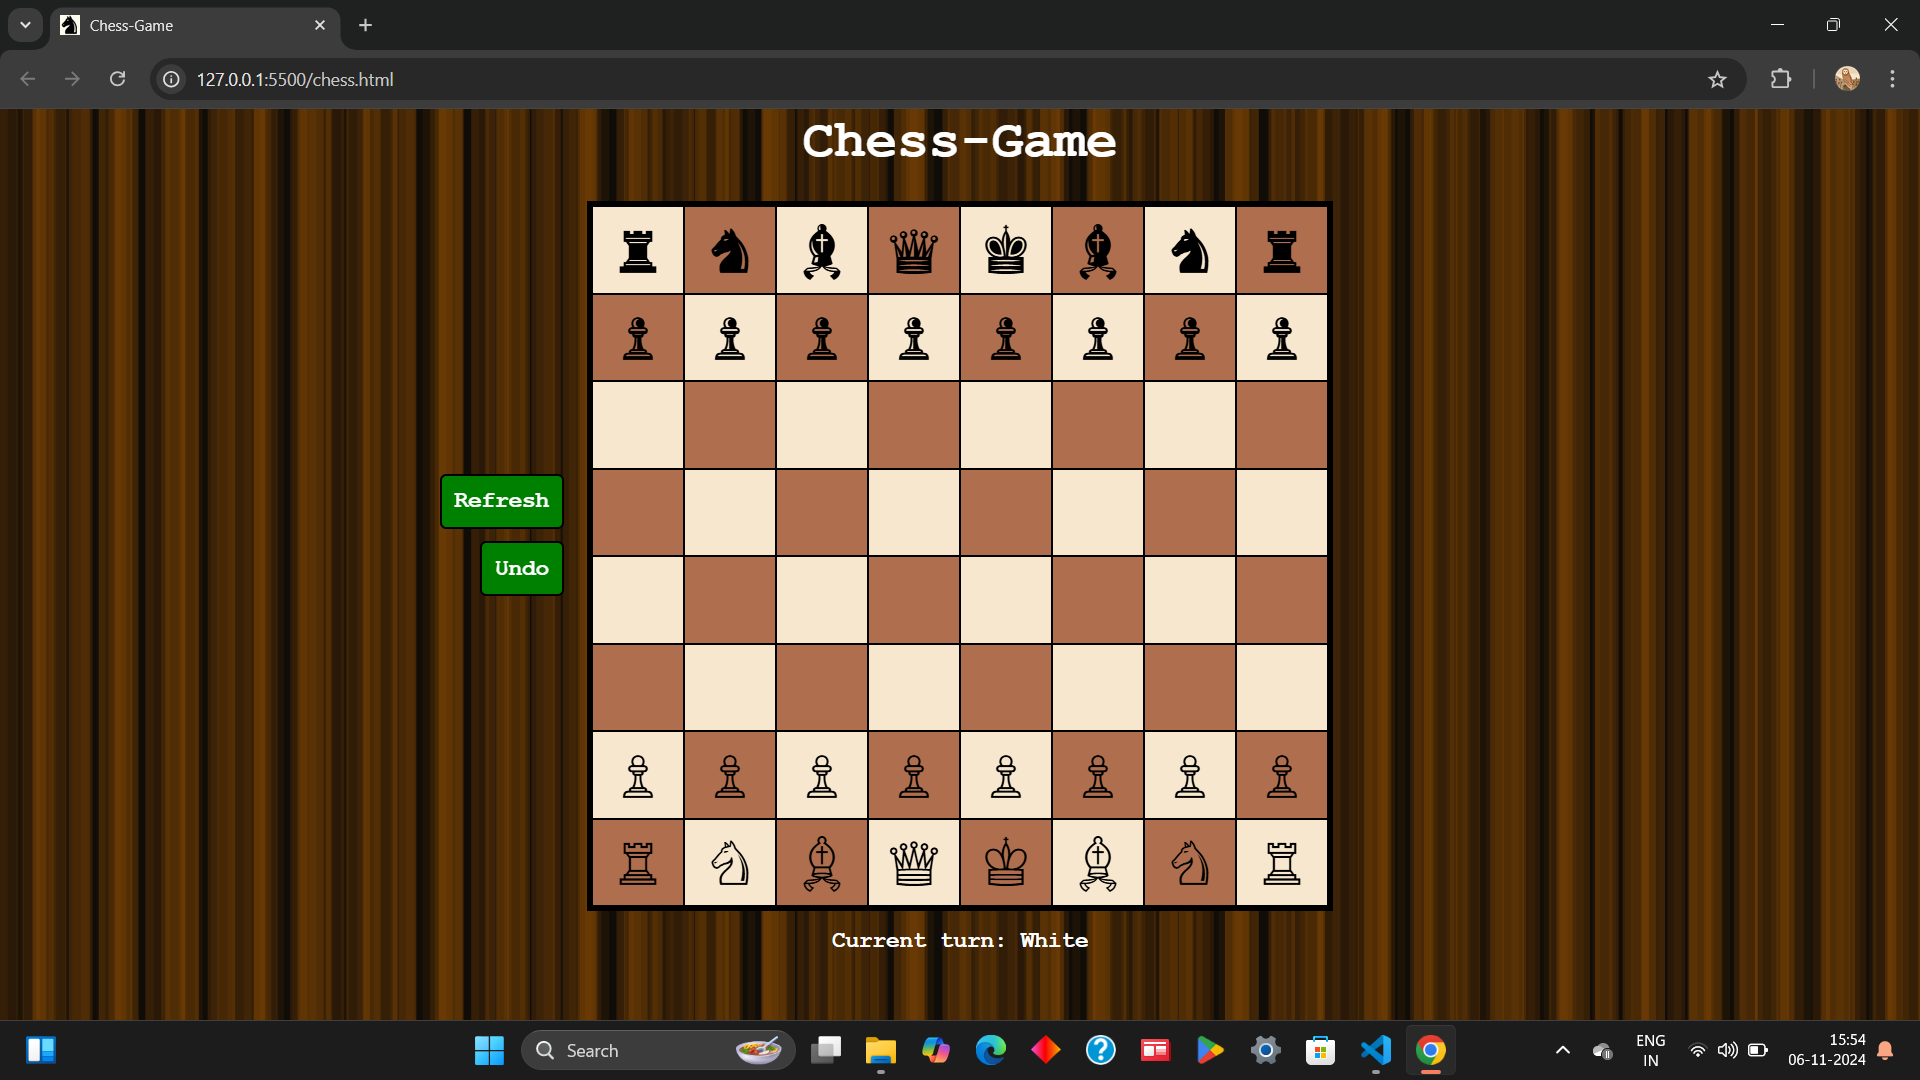 Chess-Game
127.0.0.1:5500/chess.html
Chess-Game
Refresh
Undo
Current turn: White
Search
ENG
IN
15:54
06-11-2024